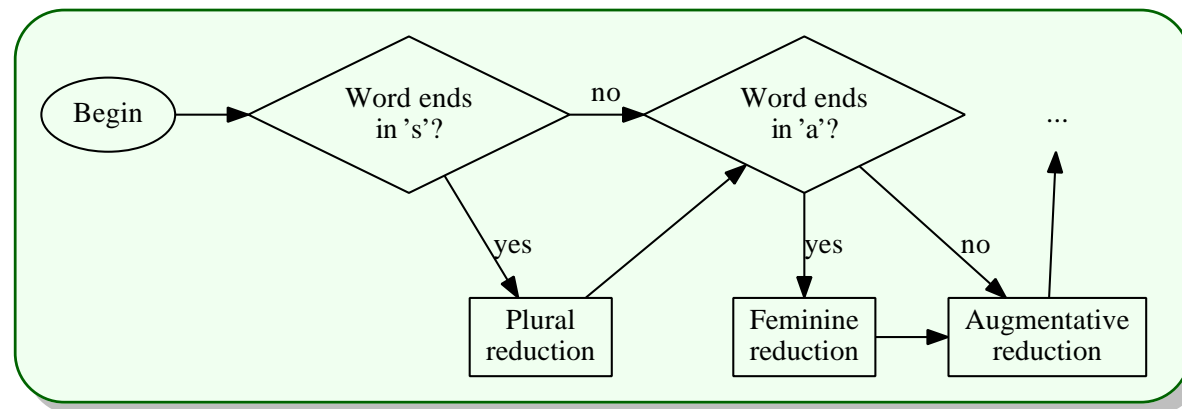 Begin
Word ends
in ’s’?
no
Word ends
in ’a’?
...
yes
yes
no
Plural
reduction
Feminine
reduction
Augmentative
reduction